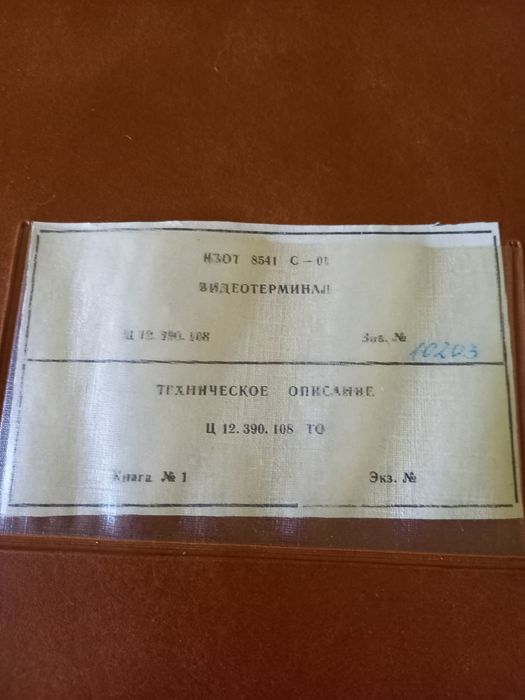 ИЗОТ 8541 С-01
ВИДЕОТЕРМИНАЛ
Ц 12.390.108 Зав. № 10203
ТЕХНИЧЕСКОЕ ОПИСАНИЕ
Ц 12.390.108 ТО
Книга № 1 Экз. №